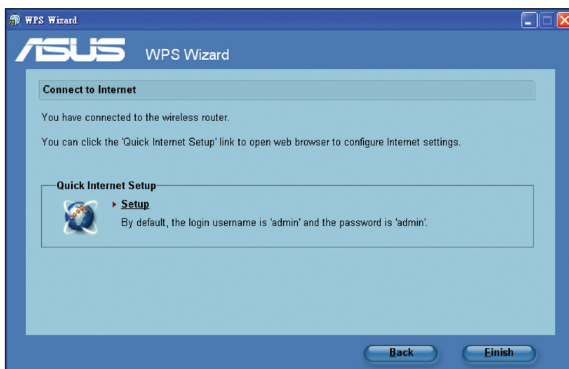 WPS Wizard
ASUS WPS Wizard
Connect to Internet
You have connected to the wireless router.
You can click the 'Quick Internet Setup' link to open web browser to configure Internet settings.
Quick Internet Setup
Setup
By default, the login username is 'admin' and the password is 'admin'.
Back Finish